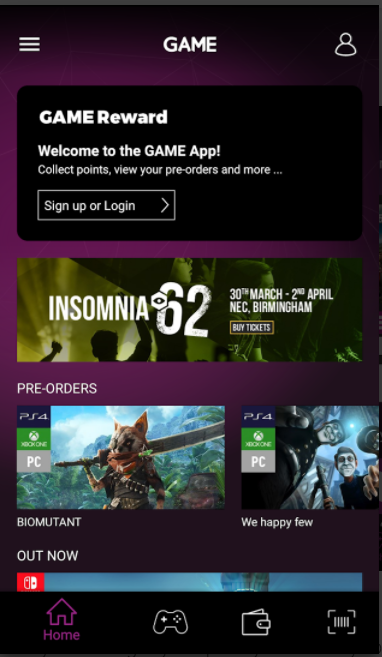 GAME
GAME Reward
Welcome to the GAME App!
Collect points, view your pre-orders and more ...
Sign up or Login
INSOMNIA 62
30TH MARCH - 2ND APRIL
NEC, BIRMINGHAM
BUY TICKETS
PRE-ORDERS
PS4
XBOX ONE
PC
PS4
XBOX ONE
PC
BIOMUTANT
We happy few
OUT NOW
Home